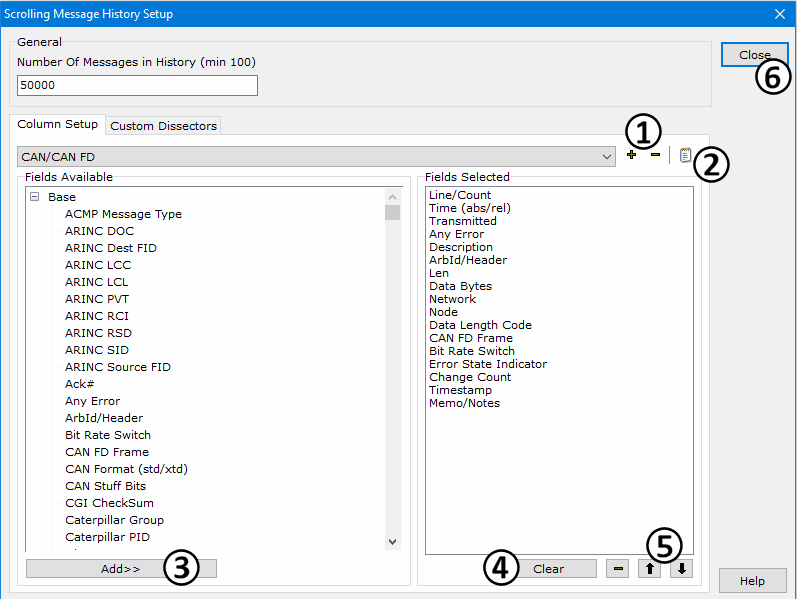 Scrolling Message History Setup
General
Number Of Messages in History (min 100)
50000
Close
6
Column Setup
Custom Dissectors
1
CAN/CAN FD
2
Fields Available
Base
ACMP Message Type
ARINC DOC
ARINC Dest FID
ARINC LCC
ARINC LCL
ARINC PVT
ARINC RCI
ARINC RSD
ARINC SID
ARINC Source FID
Ack#
Any Error
ArbId/Header
Bit Rate Switch
CAN FD Frame
CAN Format (std/xtd)
CAN Stuff Bits
CGI CheckSum
Caterpillar Group
Caterpillar PID
Add>>
3
Fields Selected
Line/Count
Time (abs/rel)
Transmitted
Any Error
Description
ArbId/Header
Len
Data Bytes
Network
Node
Data Length Code
CAN FD Frame
Bit Rate Switch
Error State Indicator
Change Count
Timestamp
Memo/Notes
4
Clear
5
Help